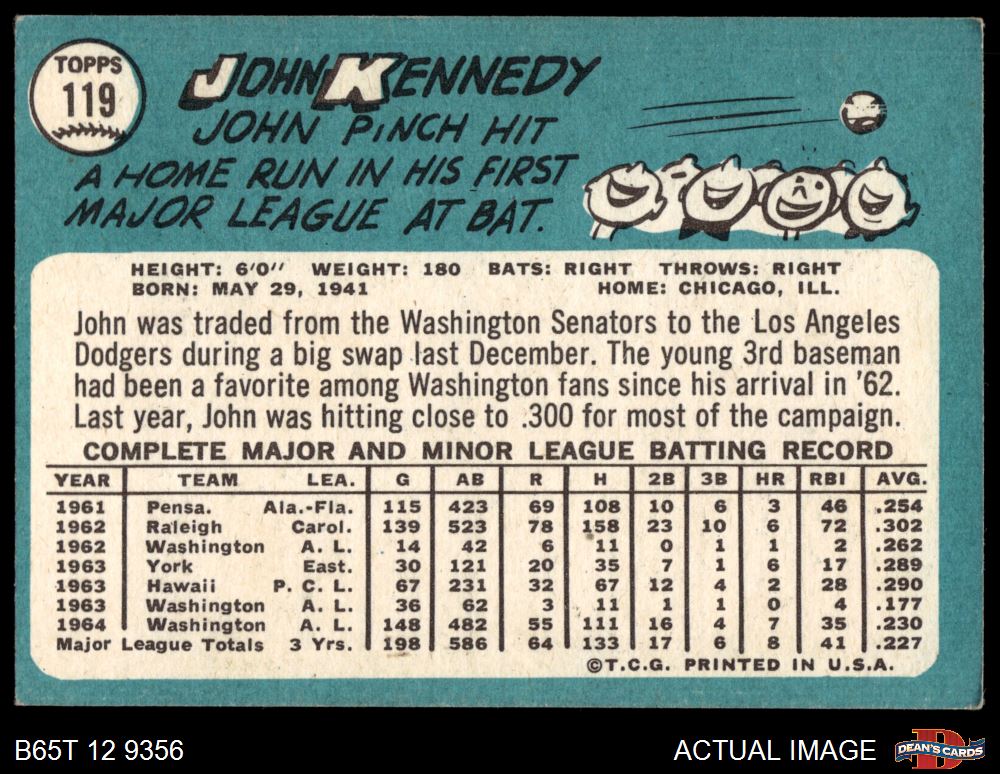 TOPPS
119
JOHN KENNEDY
JOHN PINCH HIT
A HOME RUN IN HIS FIRST
MAJOR LEAGUE AT BAT.
HEIGHT: 6'0" WEIGHT: 180 BATS: RIGHT THROWS: RIGHT
BORN: MAY 29, 1941 HOME: CHICAGO, ILL.
John was traded from the Washington Senators to the Los Angeles
Dodgers during a big swap last December. The young 3rd baseman
had been a favorite among Washington fans since his arrival in '62.
Last year, John was hitting close to .300 for most of the campaign.
COMPLETE MAJOR AND MINOR LEAGUE BATTING RECORD
YEAR TEAM LEA. G AB R H 2B 3B HR RBI AVG.
1961 Pensa. Ala.-Fla. 115 423 69 108 10 6 3 46 .254
1962 Raleigh Carol. 139 523 78 158 23 10 6 72 .302
1962 Washington A. L. 14 42 6 11 0 1 1 2 .262
1963 York East. 30 121 20 35 7 1 6 17 .289
1963 Hawaii P. C. L. 67 231 32 67 12 4 2 28 .290
1963 Washington A. L. 36 62 3 11 1 1 0 4 .177
1964 Washington A. L. 148 482 55 111 16 4 7 35 .230
Major League Totals 3 Yrs. 198 586 64 133 17 6 8 41 .227
©T.C.G. PRINTED IN U.S.A.
B65T 12 9356 ACTUAL IMAGE DEAN'S CARDS